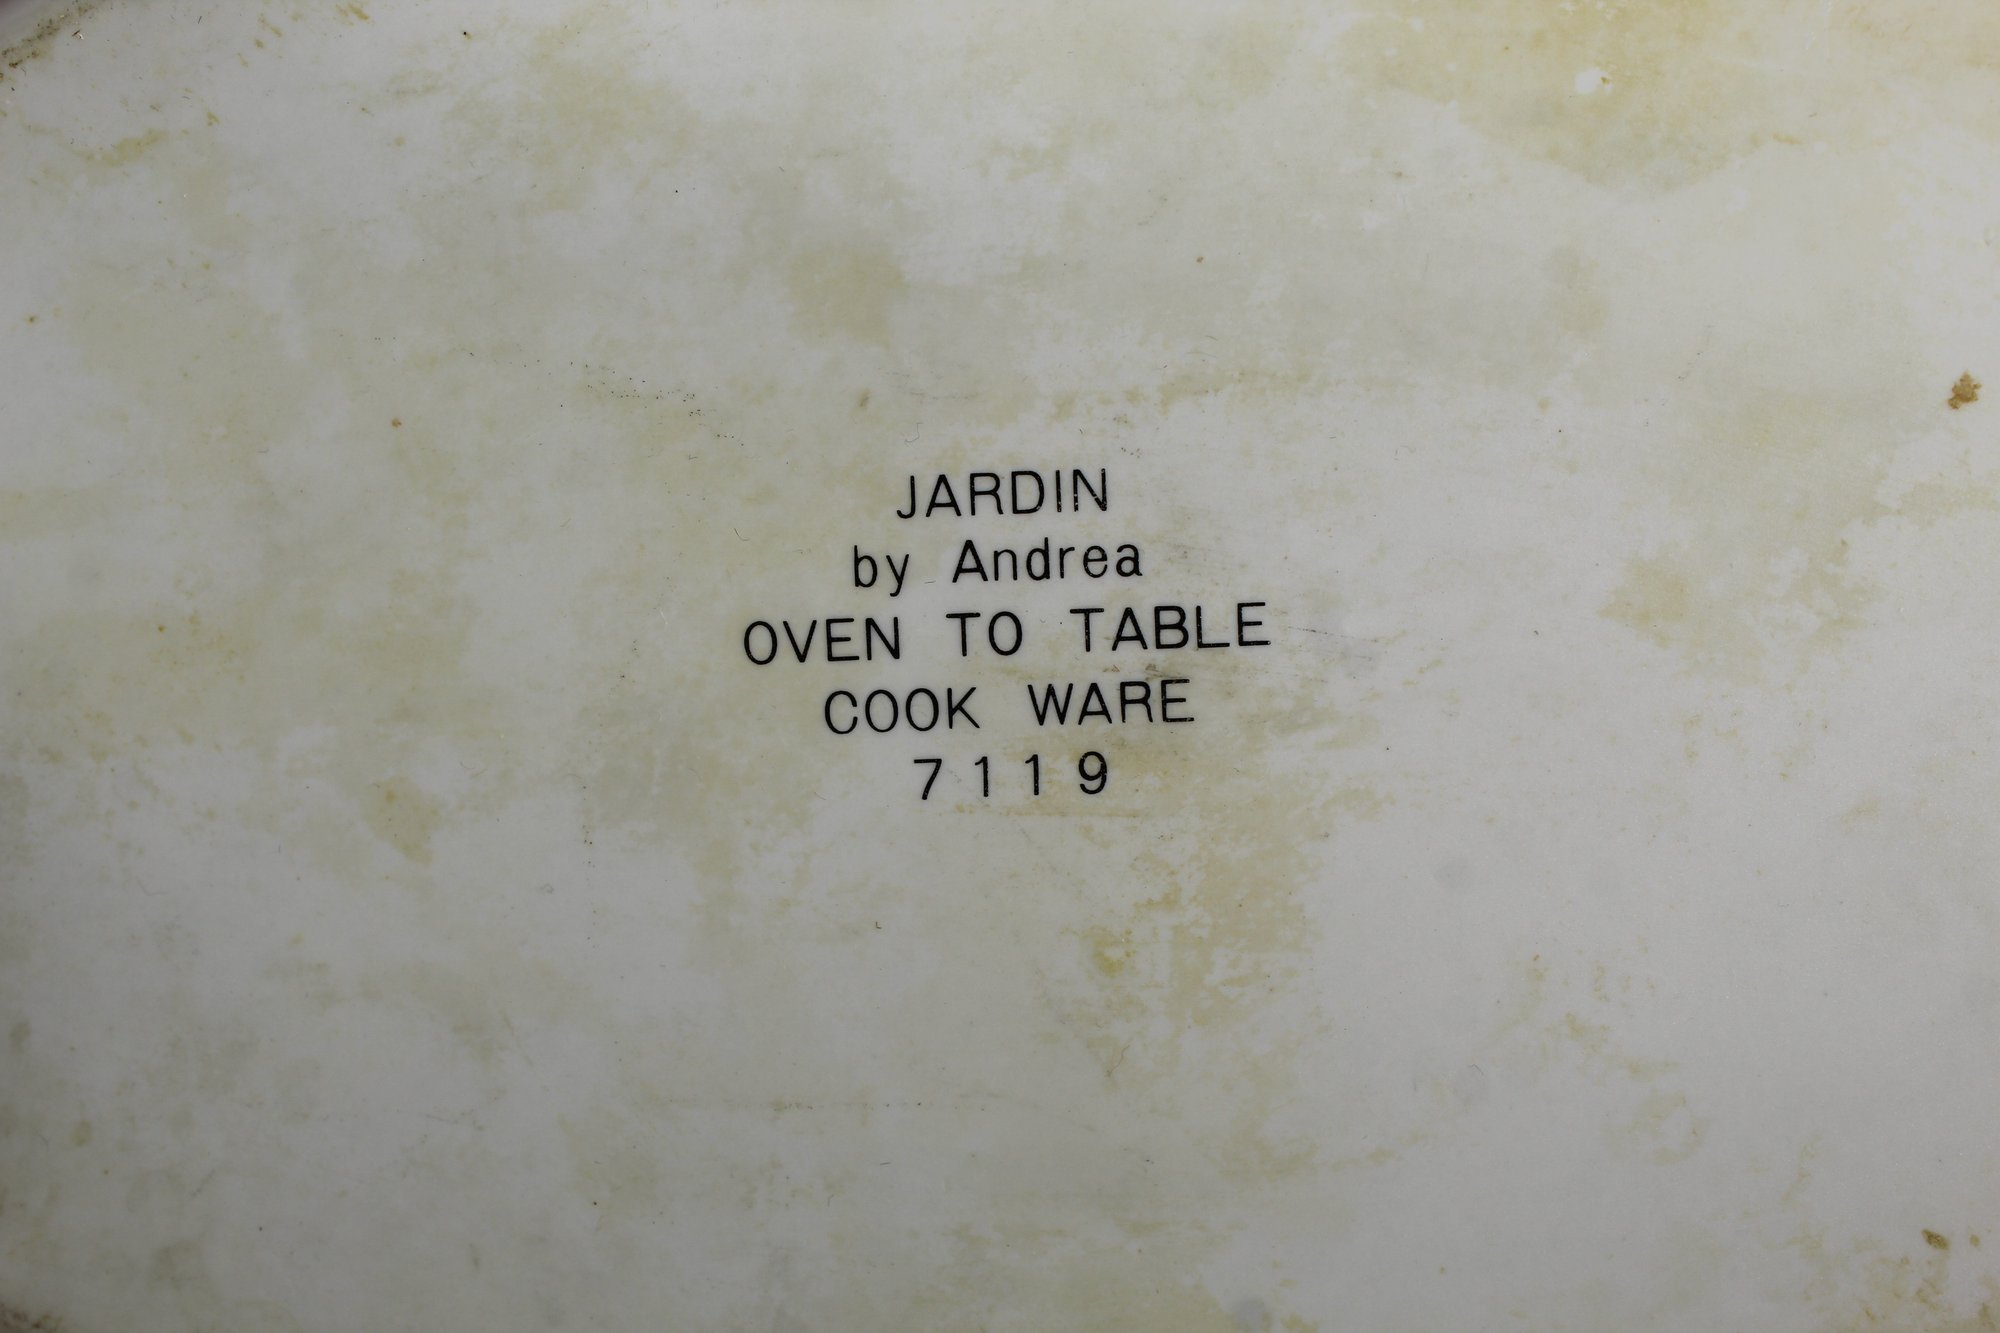 JARDIN
by Andrea
OVEN TO TABLE
COOK WARE
7119